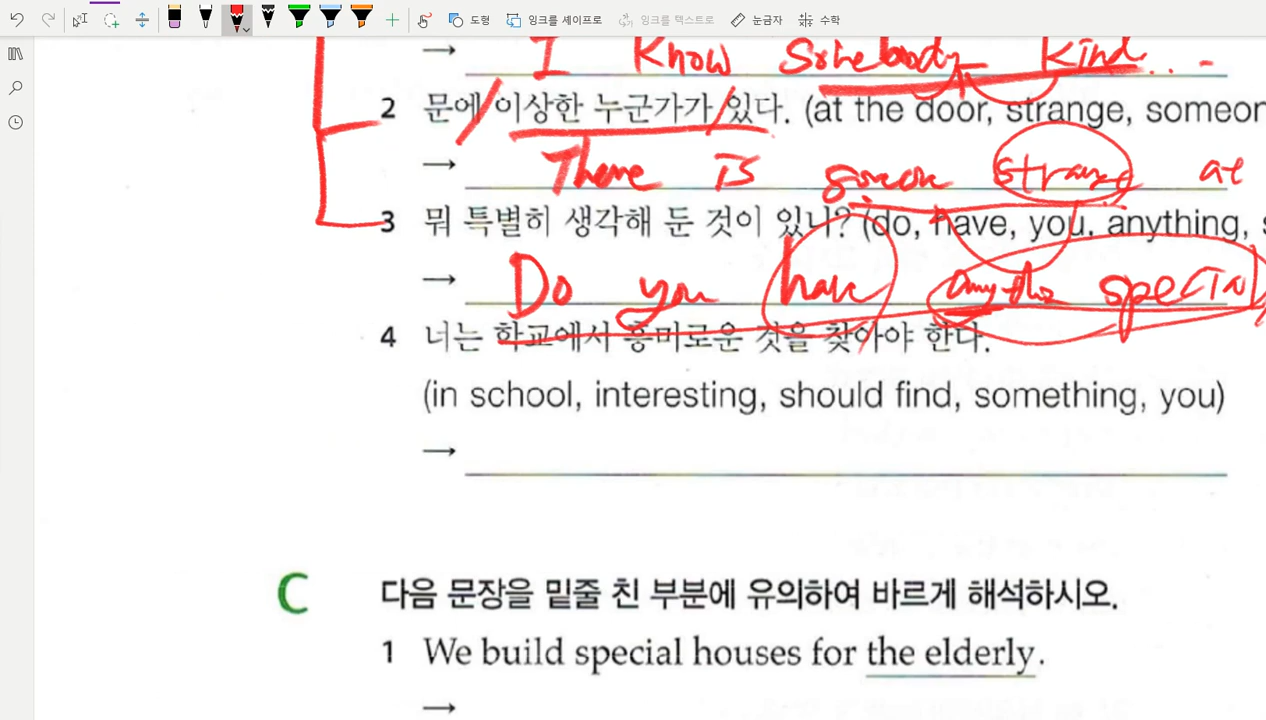 도형 잉크를 셰이프로 잉크를 텍스트로 눈금자 수학
→ I know somebody kind...
2 문에 이상한 누군가가 있다. (at the door, strange, someon
→ There is someone strange at
3 뭐 특별히 생각해 둔 것이 있니? (do, have, you. anything, s
→ Do you have anything special
4 너는 학교에서 흥미로운 것을 찾아야 한다.
(in school, interesting, should find, something, you)
→
C 다음 문장을 밑줄 친 부분에 유의하여 바르게 해석하시오.
1 We build special houses for the elderly.
→